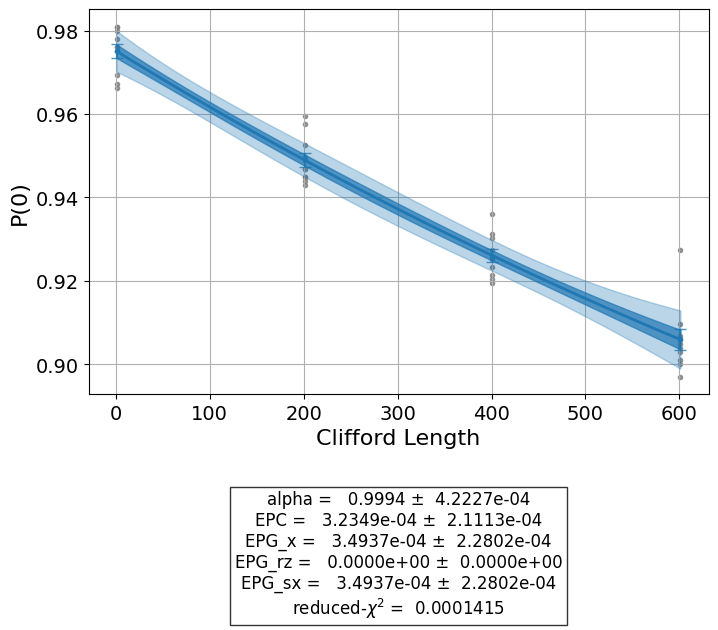 0.98
0.96
0.94
0.92
0.90
P(0)
0 100 200 300 400 500 600
Clifford Length
alpha = 0.9994 ± 4.2227e-04
EPC = 3.2349e-04 ± 2.1113e-04
EPG_x = 3.4937e-04 ± 2.2802e-04
EPG_rz = 0.0000e+00 ± 0.0000e+00
EPG_sx = 3.4937e-04 ± 2.2802e-04
reduced-χ² = 0.0001415